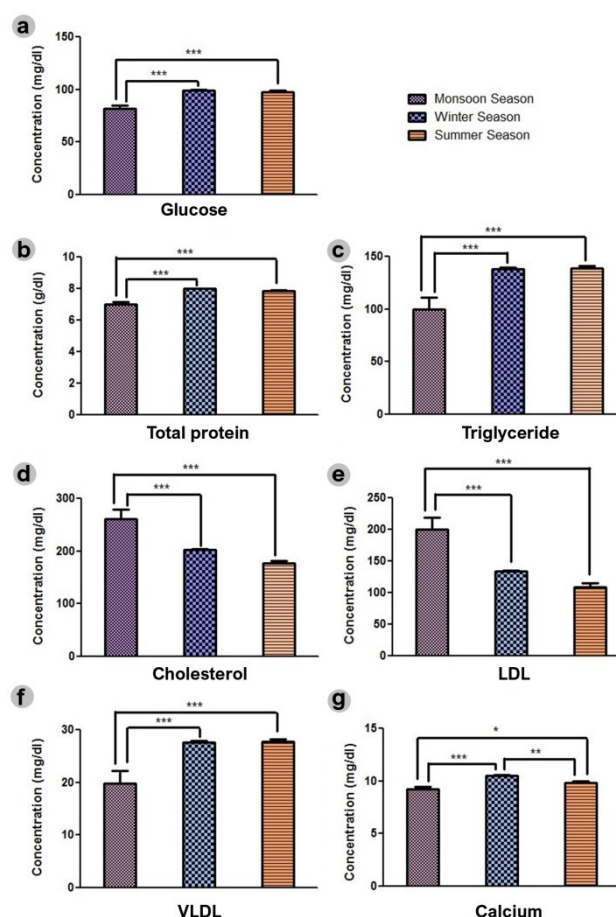 a
Concentration (mg/dl)
150
100
50
0
***
***
Glucose
Monsoon Season
Winter Season
Summer Season
b
Concentration (g/dl)
10
8
6
4
2
0
***
***
Total protein
c
Concentration (mg/dl)
150
100
50
0
***
***
Triglyceride
d
Concentration (mg/dl)
300
200
100
0
***
***
Cholesterol
e
Concentration (mg/dl)
250
200
150
100
50
0
***
***
LDL
f
Concentration (mg/dl)
30
20
10
0
***
***
VLDL
g
Concentration (mg/dl)
15
10
5
0
*
***
**
Calcium